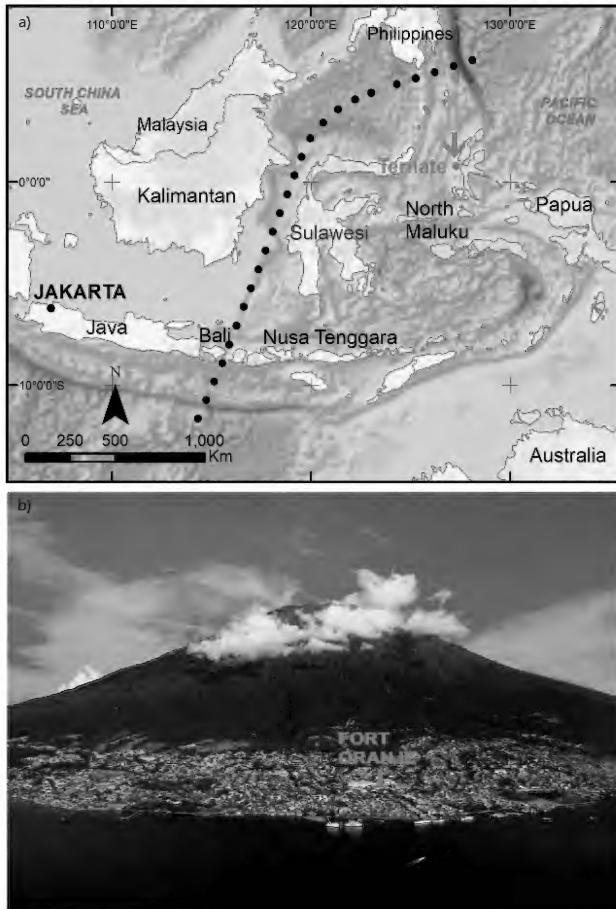 a)
110°0'0"E
120°0'0"E
130°0'0"E
Philippines
SOUTH CHINA
SEA
PACIFIC
OCEAN
Malaysia
Ternate
0°0'0"
Kalimantan
North
Maluku
Papua
Sulawesi
JAKARTA
Java
Bali
Nusa Tenggara
10°0'0"S
N
0 250 500 1,000
Km
Australia
b)
FORT
ORANJE